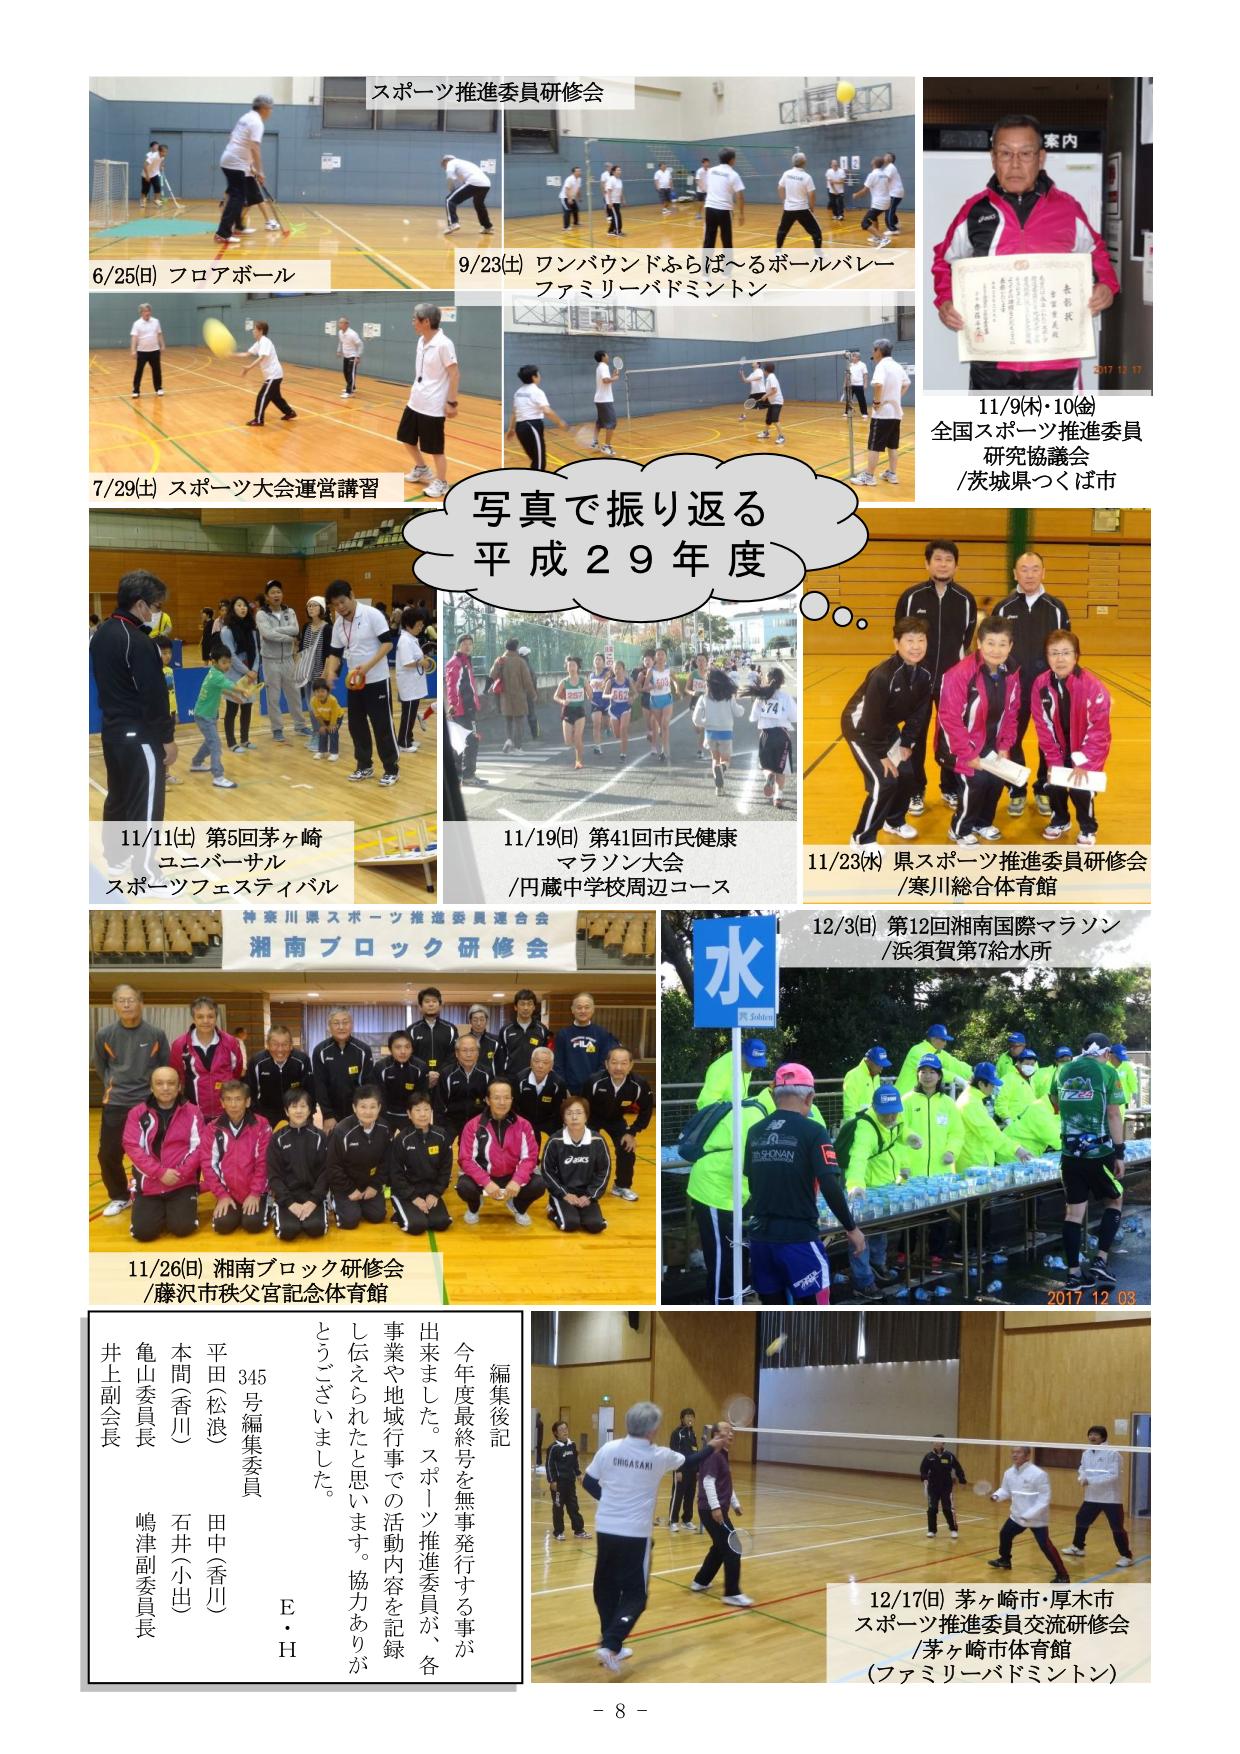 スポーツ推進委員研修会
6/25(日) フロアボール
9/23(土) ワンバウンドふらば～るボールバレー
ファミリーバドミントン
7/29(土) スポーツ大会運営講習
案内
表彰状
2017 12 17
11/9(木)・10(金)
全国スポーツ推進委員
研究協議会
/茨城県つくば市
写真で振り返る
平成２９年度
257
562
74
11/11(土) 第5回茅ヶ崎
ユニバーサル
スポーツフェスティバル
11/19(日) 第41回市民健康
マラソン大会
/円蔵中学校周辺コース
11/23(水) 県スポーツ推進委員研修会
/寒川総合体育館
神奈川県スポーツ推進委員連合会
湘南ブロック研修会
FILA
asics
11/26(日) 湘南ブロック研修会
/藤沢市秩父宮記念体育館
12/3(日) 第12回湘南国際マラソン
/浜須賀第7給水所
水
SHONAN
2017 12 03
編集後記
今年度最終号を無事発行する事が
出来ました。スポーツ推進委員が、各
事業や地域行事での活動内容を記録
し伝えられたと思います。協力ありが
とうございました。
E・H
345号編集委員
平田（松浪） 田中（香川）
本間（香川） 石井（小出）
亀山委員長 嶋津副委員長
井上副会長
CHIGASAKI
12/17(日) 茅ヶ崎市・厚木市
スポーツ推進委員交流研修会
/茅ヶ崎市体育館
（ファミリーバドミントン）
- 8 -